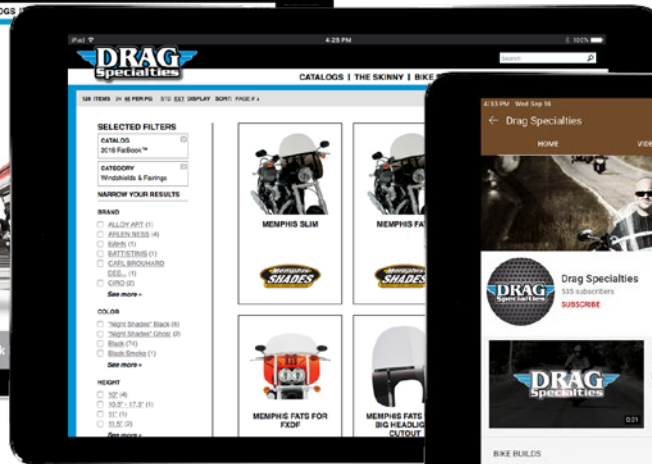 OGS
iPad
4:25 PM
100%
DRAG
Specialties
Search
CATALOGS | THE SKINNY | BIKE
128 ITEMS
PER PG
STD EXT DISPLAY SORT: PAGE #
SELECTED FILTERS
CATALOG
2016 FatBook™
CATEGORY
Windshields & Fairings
NARROW YOUR RESULTS
BRAND
ALLOY ART (1)
ARLEN NESS (4)
BAHN (1)
BATTISTINIS (1)
CARL BROUHARD
DES... (1)
CIRO (2)
See more »
COLOR
"Night Shades" Black (6)
"Night Shades" Ghost (2)
Black (74)
Black Smoke (1)
See more »
HEIGHT
10" (4)
10.5" - 17.5" (1)
11" (1)
11.5" (2)
See more »
MEMPHIS SLIM
MEMPHIS FA
Memphis
SHADES
Memphis
SHADES
MEMPHIS FATS FOR
FXDF
MEMPHIS FATS
BIG HEADLIG
CUTOUT
4:33 PM Wed Sep 16
Drag Specialties
HOME
VIDE
DRAG
Specialties
Drag Specialties
535 subscribers
SUBSCRIBE
DRAG
Specialties
0:31
BIKE BUILDS